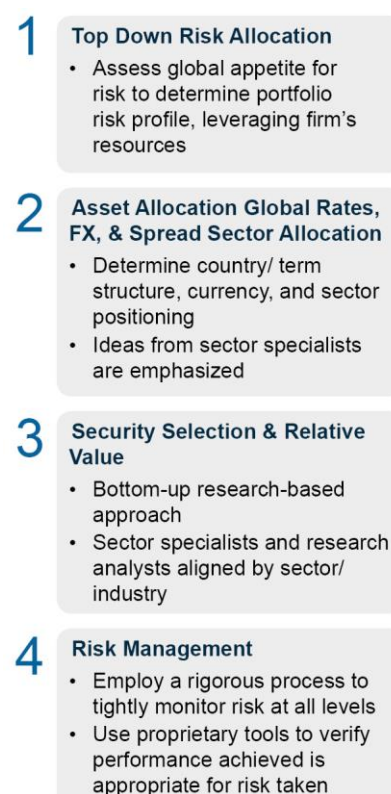 1
Top Down Risk Allocation
• Assess global appetite for
risk to determine portfolio
risk profile, leveraging firm's
resources
2
Asset Allocation Global Rates,
FX, & Spread Sector Allocation
• Determine country/ term
structure, currency, and sector
positioning
• Ideas from sector specialists
are emphasized
3
Security Selection & Relative
Value
• Bottom-up research-based
approach
• Sector specialists and research
analysts aligned by sector/
industry
4
Risk Management
• Employ a rigorous process to
tightly monitor risk at all levels
• Use proprietary tools to verify
performance achieved is
appropriate for risk taken